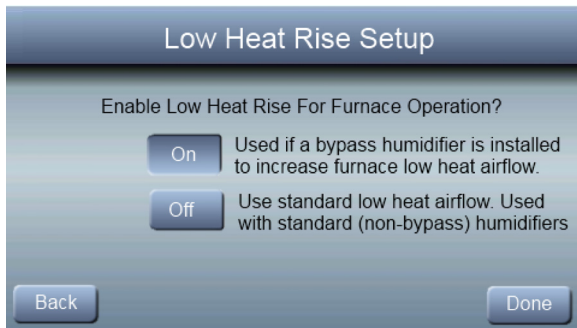 Low Heat Rise Setup
Enable Low Heat Rise For Furnace Operation?
On
Used if a bypass humidifier is installed
to increase furnace low heat airflow.
Off
Use standard low heat airflow. Used
with standard (non-bypass) humidifiers
Back
Done